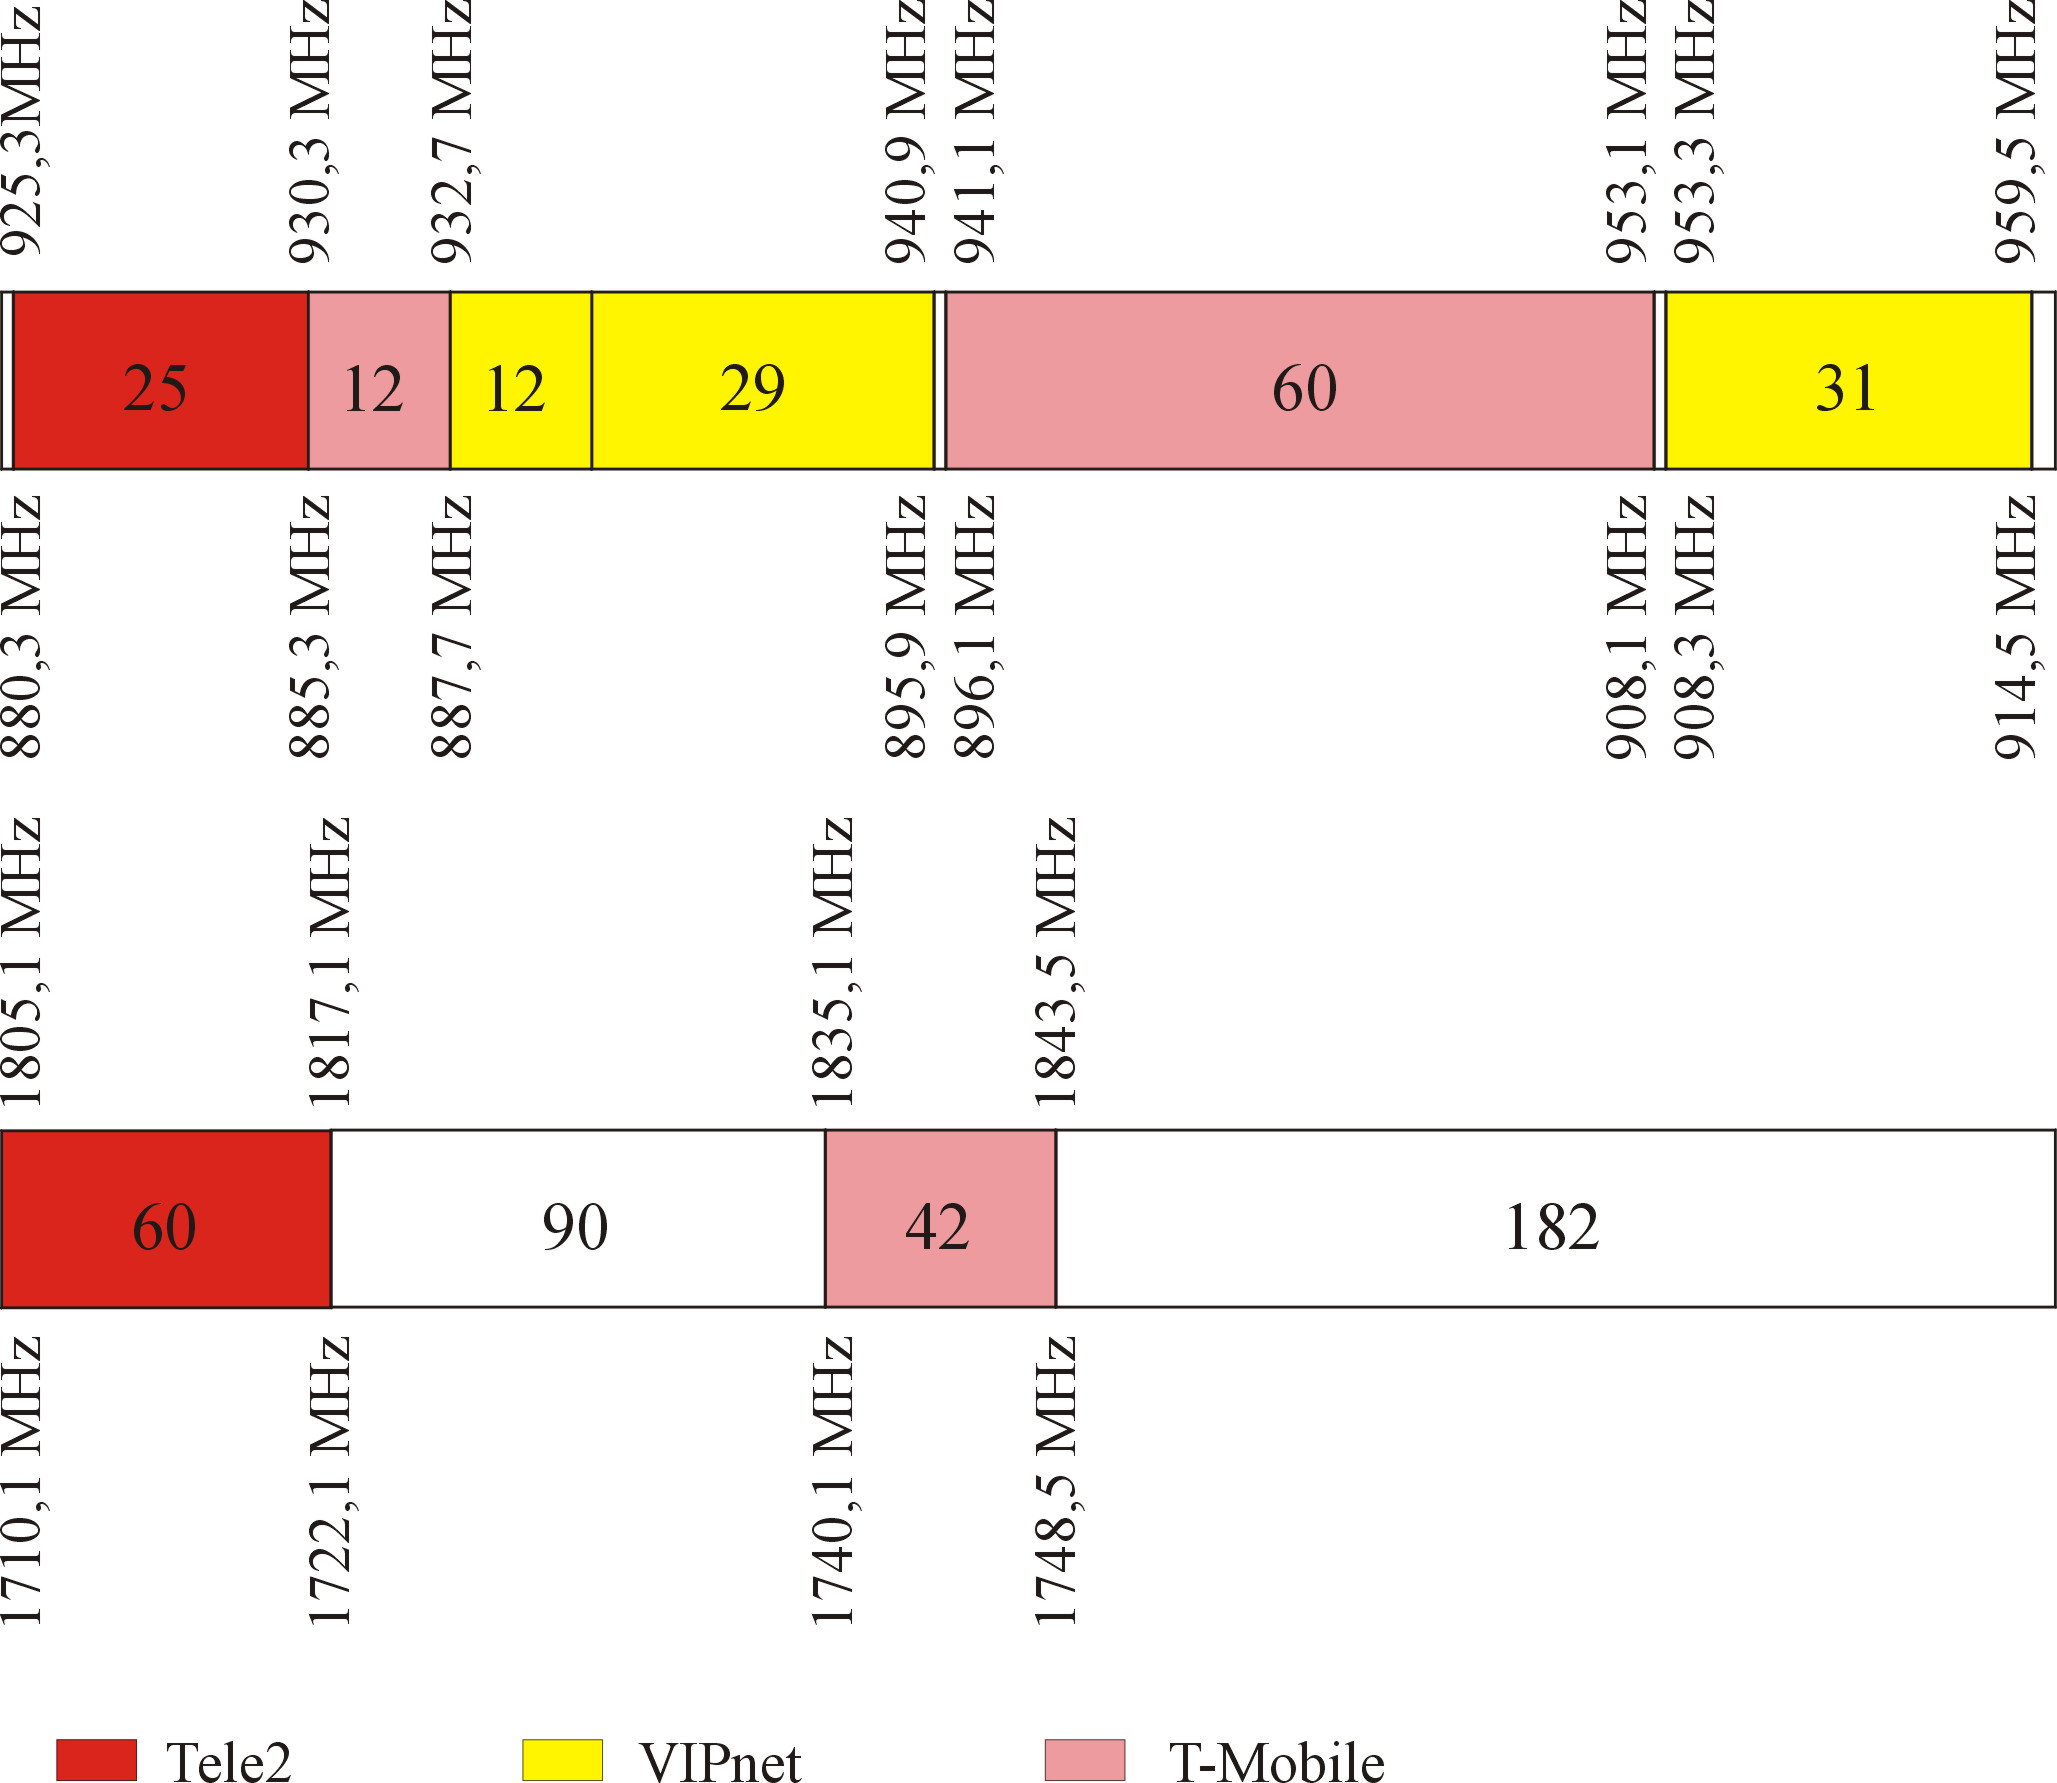 925,3MHz
930,3 MHz
932,7 MHz
940,9 MHz
941,1 MHz
953,1 MHz
953,3 MHz
959,5 MHz
25
12
12
29
60
31
880,3 MHz
885,3 MHz
887,7 MHz
895,9 MHz
896,1 MHz
908,1 MHz
908,3 MHz
914,5 MHz
1805,1 MHz
1817,1 MHz
1835,1 MHz
1843,5 MHz
60
90
42
182
1710,1 MHz
1722,1 MHz
1740,1 MHz
1748,5 MHz
Tele2
VIPnet
T-Mobile